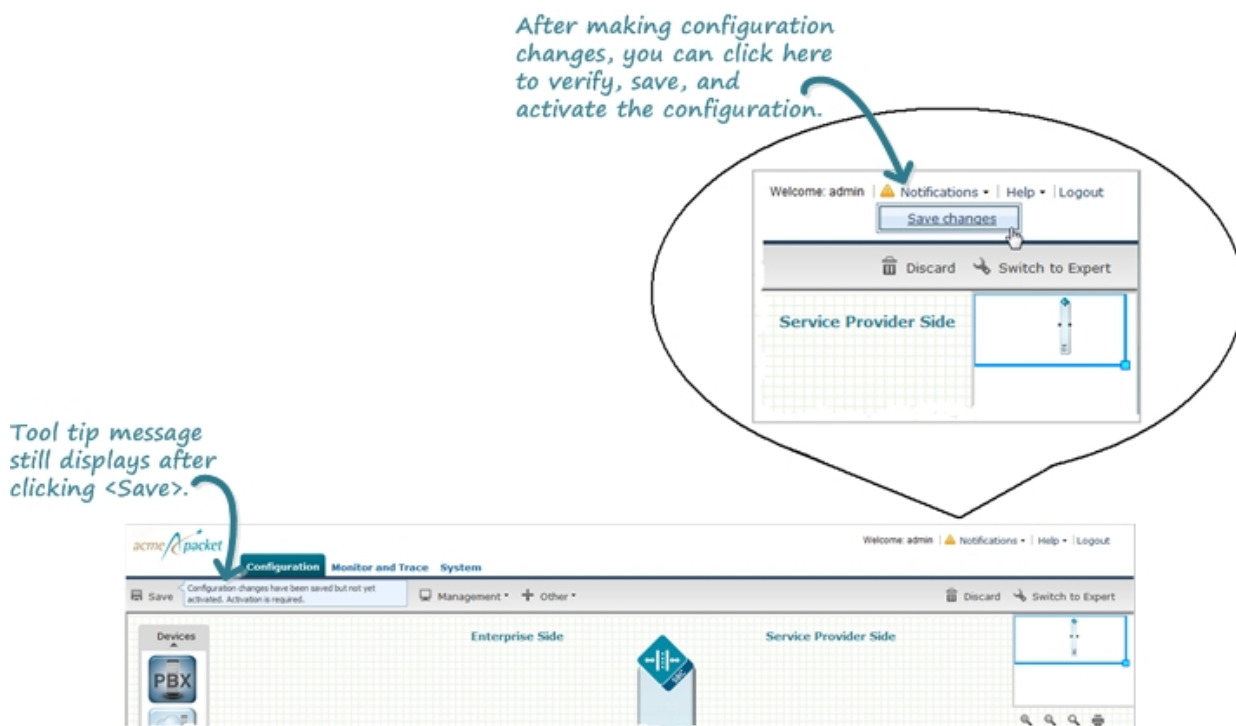 After making configuration
changes, you can click here
to verify, save, and
activate the configuration.
Welcome: admin | Notifications | Help | Logout
Save changes
Discard Switch to Expert
Service Provider Side
Tool tip message
still displays after
clicking <Save>.
acme packet
Welcome: admin | Notifications | Help | Logout
Configuration Monitor and Trace System
Save
Configuration changes have been saved but not yet
activated. Activation is required.
Management Other
Discard Switch to Expert
Devices
Enterprise Side
Service Provider Side
PBX
SBC